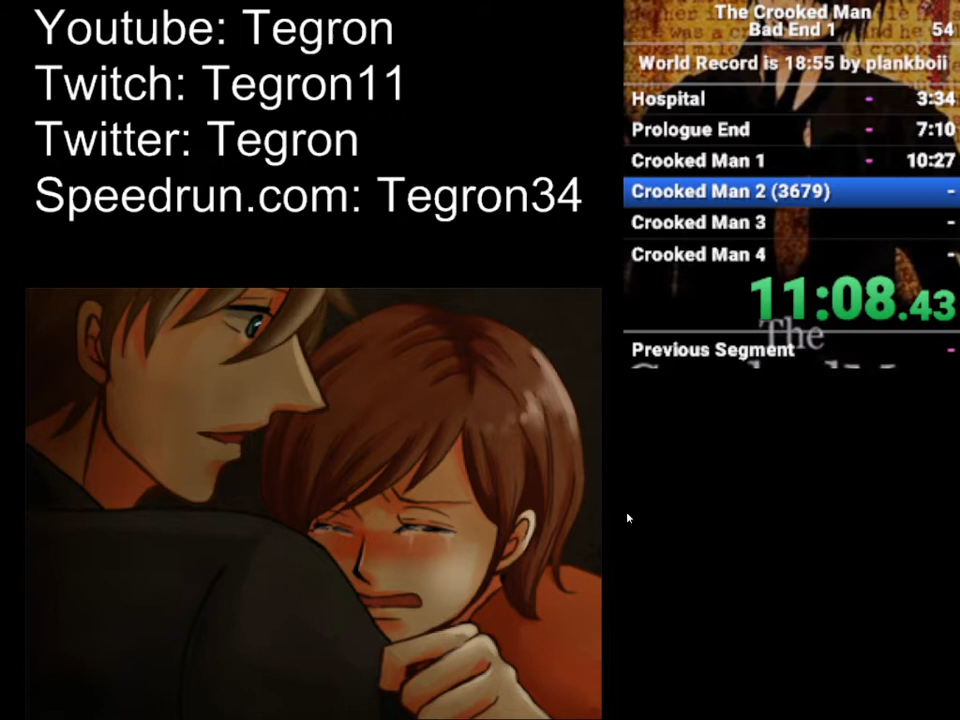 Youtube: Tegron
Twitch: Tegron11
Twitter: Tegron
Speedrun.com: Tegron34
The Crooked Man
Bad End 1 54
World Record is 18:55 by plankboii
Hospital - 3:34
Prologue End - 7:10
Crooked Man 1 - 10:27
Crooked Man 2 (3679) -
Crooked Man 3 -
Crooked Man 4 -
11:08.43
The
Previous Segment -